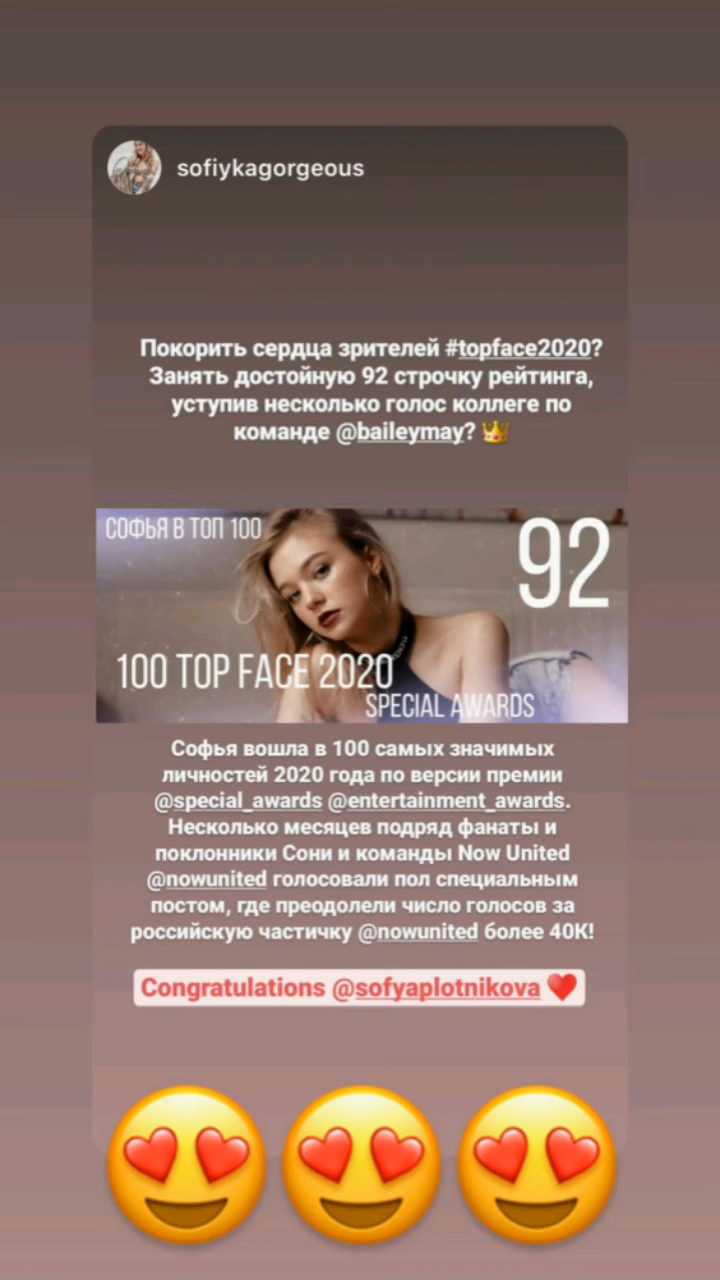 sofiykagorgeous
Покорить сердца зрителей #topface2020?
Занять достойную 92 строчку рейтинга,
уступив несколько голос коллеге по
команде @baileymay? 👑
СОФЬЯ В ТОП 100
92
100 TOP FACE 2020
SPECIAL AWARDS
Софья вошла в 100 самых значимых
личностей 2020 года по версии премии
@special_awards @entertainment_awards.
Несколько месяцев подряд фанаты и
поклонники Сони и команды Now United
@nowunited голосовали пол специальным
постом, где преодолели число голосов за
российскую частичку @nowunited более 40К!
Congratulations @sofyaplotnikova ♥